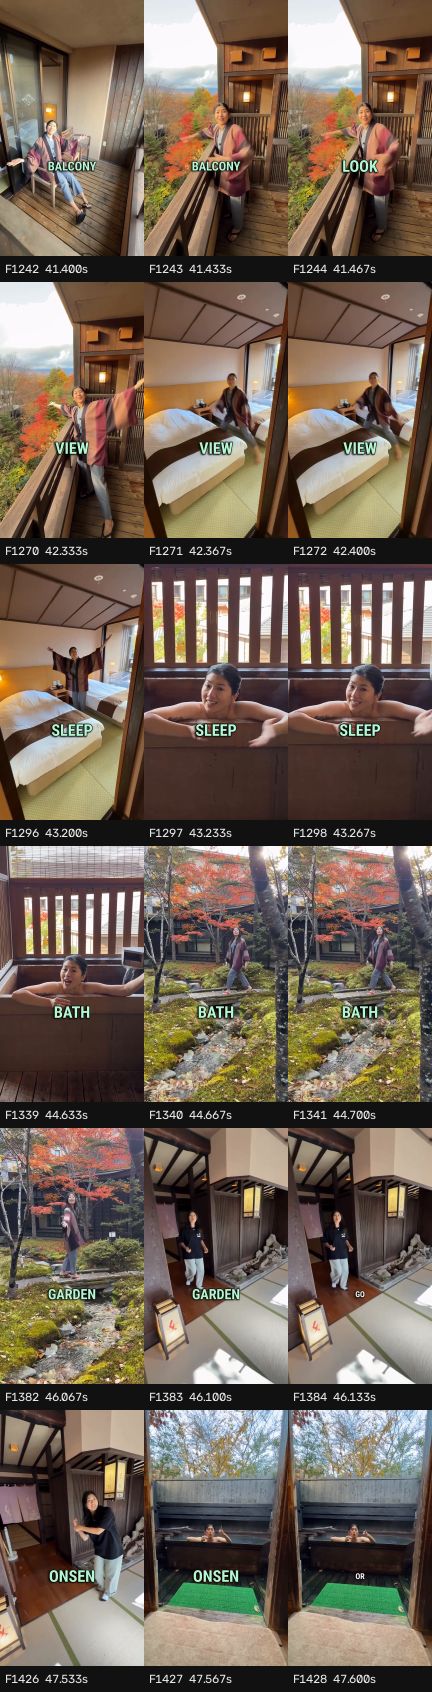 BALCONY
BALCONY
LOOK
F1242 41.400s
F1243 41.433s
F1244 41.467s
VIEW
VIEW
VIEW
F1270 42.333s
F1271 42.367s
F1272 42.400s
SLEEP
SLEEP
SLEEP
F1296 43.200s
F1297 43.233s
F1298 43.267s
BATH
BATH
BATH
F1339 44.633s
F1340 44.667s
F1341 44.700s
GARDEN
GARDEN
GO
F1382 46.067s
F1383 46.100s
F1384 46.133s
ONSEN
ONSEN
OR
F1426 47.533s
F1427 47.567s
F1428 47.600s